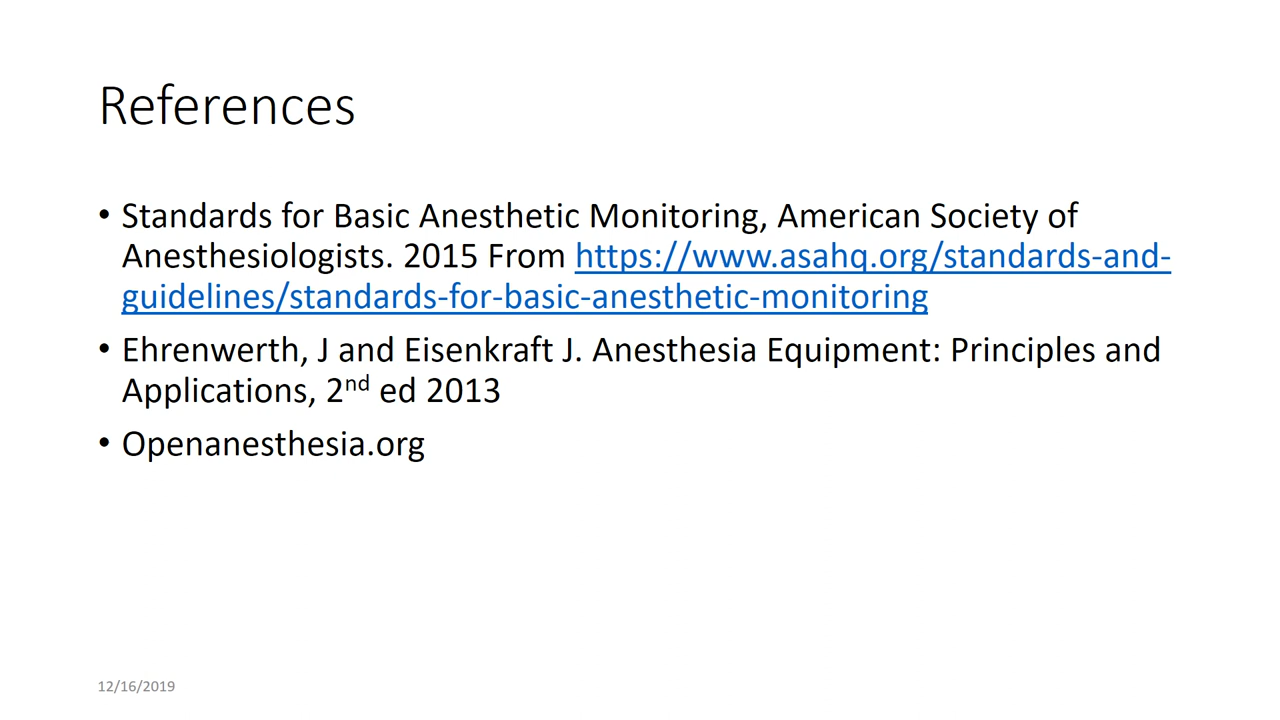 References
• Standards for Basic Anesthetic Monitoring, American Society of
Anesthesiologists. 2015 From https://www.asahq.org/standards-and-
guidelines/standards-for-basic-anesthetic-monitoring
• Ehrenwerth, J and Eisenkraft J. Anesthesia Equipment: Principles and
Applications, 2nd ed 2013
• Openanesthesia.org
12/16/2019